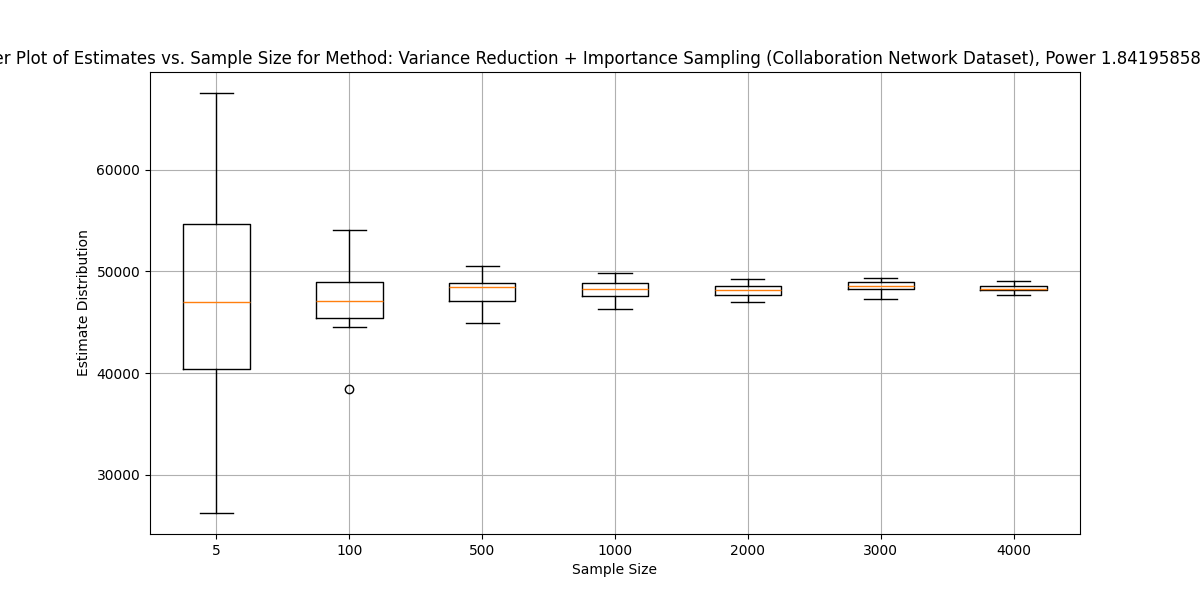 er Plot of Estimates vs. Sample Size for Method: Variance Reduction + Importance Sampling (Collaboration Network Dataset), Power 1.84195858
60000
50000
40000
30000
Estimate Distribution
5 100 500 1000 2000 3000 4000
Sample Size